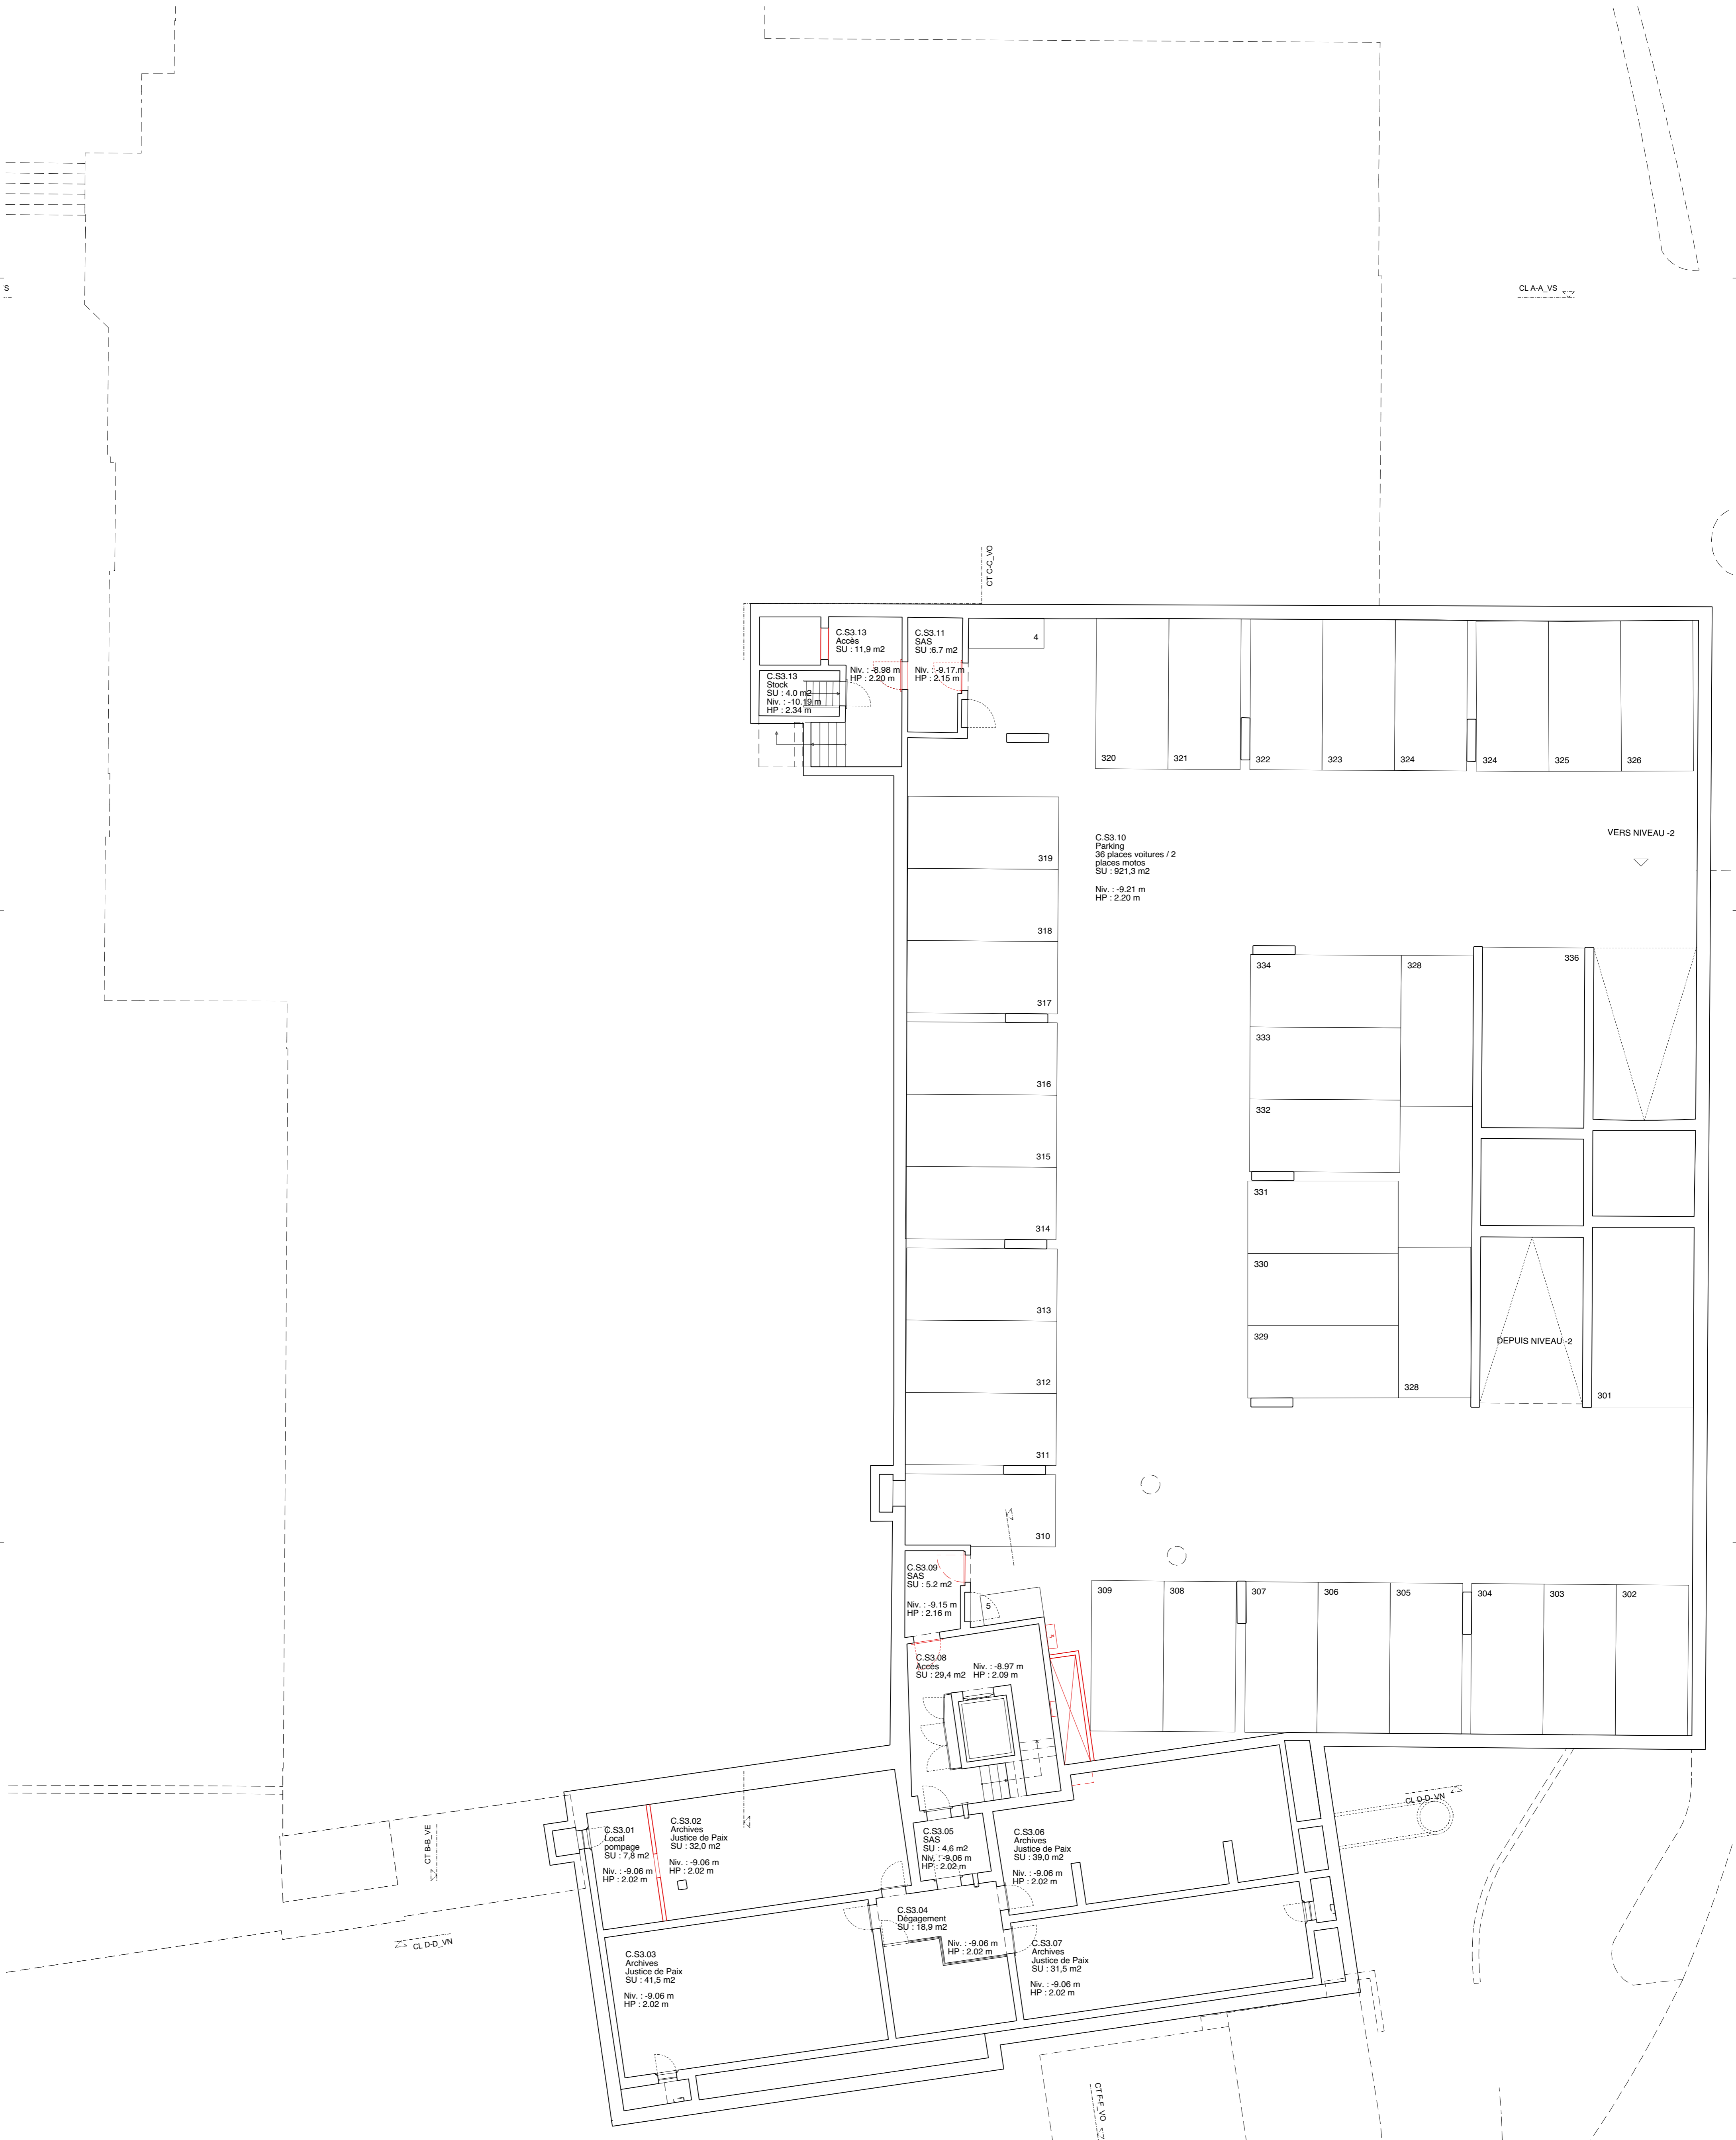 S
CL A-A_VS
CT C-C_VO
C.S3.13
Accès
SU : 11,9 m2
Niv. : -8.98 m
HP : 2.20 m
C.S3.11
SAS
SU :6.7 m2
Niv. : -9.17.m
HP : 2.15 m
4
C.S3.13
Stock
SU : 4.0 m2
Niv. : -10.19 m
HP : 2.34 m
320
321
322
323
324
324
325
326
C.S3.10
Parking
36 places voitures / 2
places motos
SU : 921,3 m2
Niv. : -9.21 m
HP : 2.20 m
VERS NIVEAU -2
319
318
317
316
315
314
313
312
311
310
334
328
336
333
332
331
330
329
328
DEPUIS NIVEAU -2
301
C.S3.09
SAS
SU : 5.2 m2
Niv. : -9.15 m
HP : 2.16 m
5
309
308
307
306
305
304
303
302
C.S3.08
Accès
SU : 29,4 m2
Niv. : -8.97 m
HP : 2.09 m
C.S3.01
Local
pompage
SU : 7,8 m2
Niv. : -9.06 m
HP : 2.02 m
C.S3.02
Archives
Justice de Paix
SU : 32,0 m2
Niv. : -9.06 m
HP : 2.02 m
C.S3.05
SAS
SU : 4,6 m2
Niv. : -9.06 m
HP : 2.02 m
C.S3.06
Archives
Justice de Paix
SU : 39,0 m2
Niv. : -9.06 m
HP : 2.02 m
CL D-D_VN
CT B-B_VE
CL D-D_VN
C.S3.04
Dégagement
SU : 18,9 m2
Niv. : -9.06 m
HP : 2.02 m
C.S3.03
Archives
Justice de Paix
SU : 41,5 m2
Niv. : -9.06 m
HP : 2.02 m
C.S3.07
Archives
Justice de Paix
SU : 31,5 m2
Niv. : -9.06 m
HP : 2.02 m
CT F-F_VO